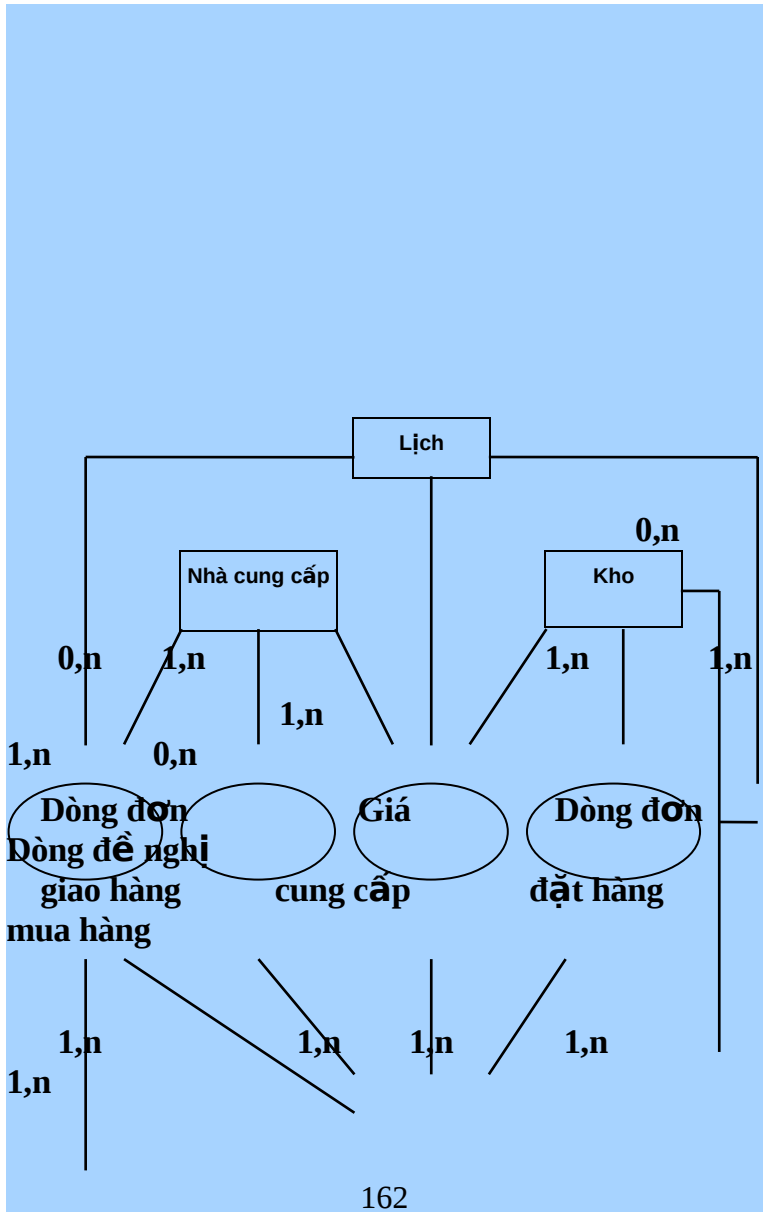 Lịch
0,n
Nhà cung cấp Kho
0,n 1,n 1,n 1,n
1,n
1,n 0,n
Dòng đơn Giá Dòng đơn
Dòng đề nghị
giao hàng cung cấp đặt hàng
mua hàng
1,n 1,n 1,n 1,n
1,n
162